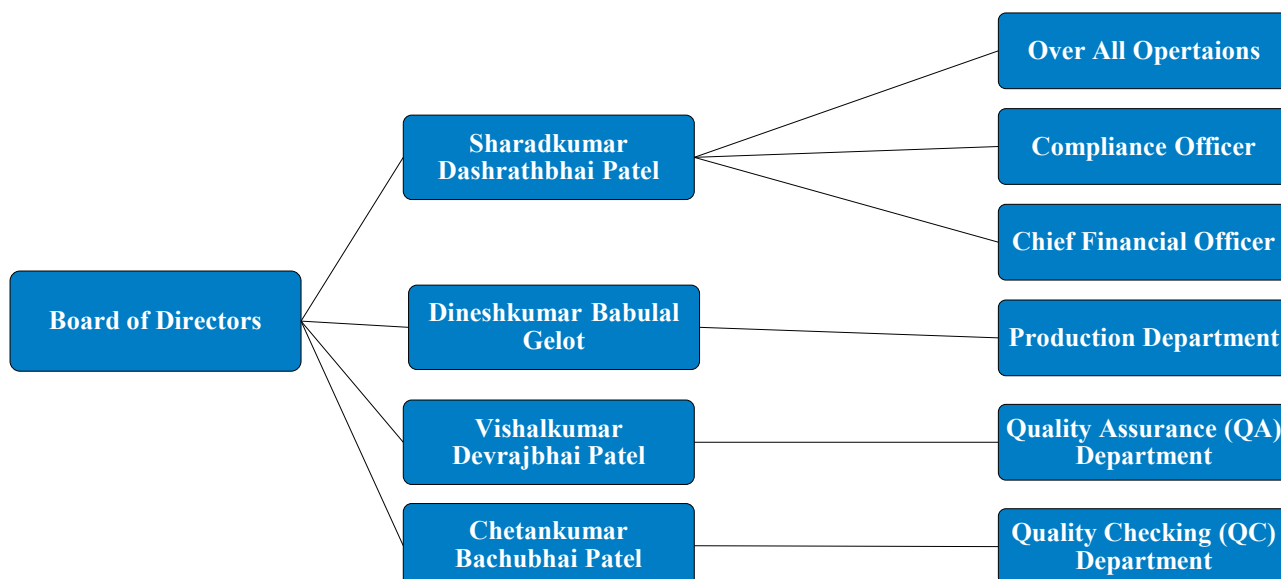 Over All Opertaions
Sharadkumar
Dashrathbhai Patel
Compliance Officer
Chief Financial Officer
Board of Directors
Dineshkumar Babulal
Gelot
Production Department
Vishalkumar
Devrajbhai Patel
Quality Assurance (QA)
Department
Chetankumar
Bachubhai Patel
Quality Checking (QC)
Department